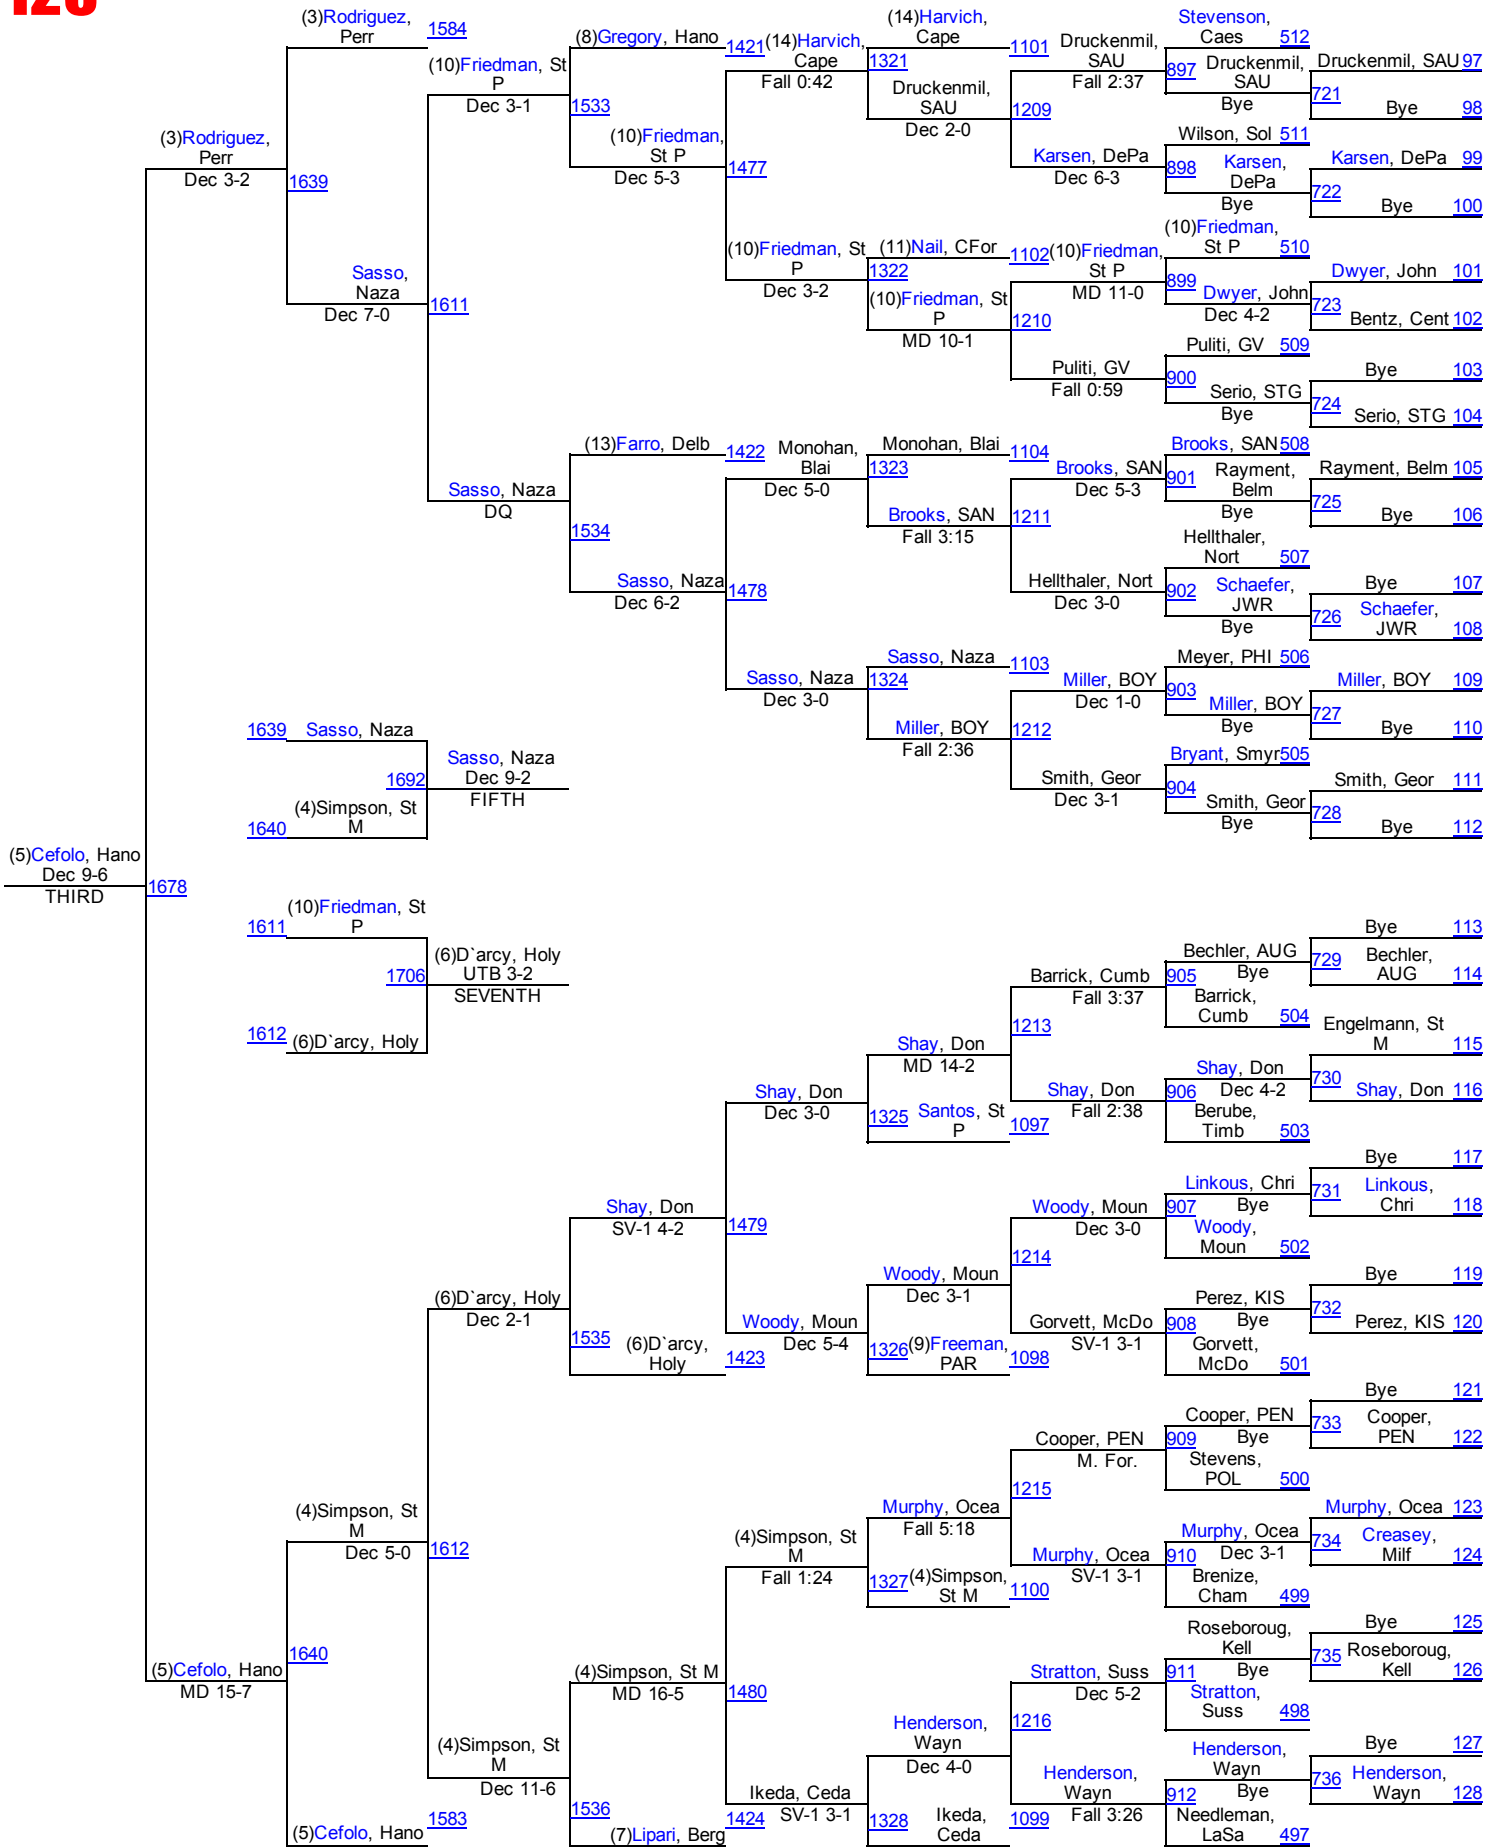 (3)Rodriguez,
Perr
1584
(8)Gregory, Hano
1421
(14)Harvich,
Cape
Fall 0:42
(14)Harvich,
Cape
1101
1321
Druckenmil,
SAU
Fall 2:37
Stevenson,
Caes
512
Druckenmil, SAU 97
897
Druckenmil,
SAU
Bye
721
Bye 98
(10)Friedman, St
P
Dec 3-1
1533
Druckenmil,
SAU
Dec 2-0
1209
Wilson, Sol 511
(10)Friedman,
St P
Dec 5-3
1477
Karsen, DePa
Dec 6-3
898
Karsen,
DePa
Bye
722
Karsen, DePa 99
Bye 100
(3)Rodriguez,
Perr
Dec 3-2
1639
(10)Friedman,
St P
510
(10)Friedman, St
P
Dec 3-2
(11)Nail, CFor
1102
1322
(10)Friedman,
St P
MD 11-0
899
Dwyer, John
Dec 4-2
723
Dwyer, John 101
Bentz, Cent 102
Sasso,
Naza
Dec 7-0
1611
(10)Friedman, St
P
MD 10-1
1210
Puliti, GV 509
Puliti, GV
Fall 0:59
900
Serio, STG
Bye
724
Bye 103
Serio, STG 104
(13)Farro, Delb
1422
Monohan,
Blai
Dec 5-0
Monohan, Blai
1104
1323
Brooks, SAN
Dec 5-3
Brooks, SAN 508
901
Rayment,
Belm
Bye
725
Rayment, Belm 105
Bye 106
Sasso, Naza
DQ
1534
Brooks, SAN
Fall 3:15
1211
Hellthaler,
Nort
507
Sasso, Naza
Dec 6-2
1478
Hellthaler, Nort
Dec 3-0
902
Schaefer,
JWR
Bye
726
Bye 107
Schaefer,
JWR
108
Sasso, Naza
Dec 3-0
Sasso, Naza
1103
1324
Miller, BOY
Dec 1-0
Meyer, PHI 506
903
Miller, BOY
Bye
727
Miller, BOY 109
Bye 110
Miller, BOY
Fall 2:36
1212
Bryant, Smyr 505
Smith, Geor
Dec 3-1
904
Smith, Geor
Bye
728
Smith, Geor 111
Bye 112
1639 Sasso, Naza
1692
Sasso, Naza
Dec 9-2
FIFTH
1640
(4)Simpson, St
M
(5)Cefolo, Hano
Dec 9-6
THIRD
1678
1611
(10)Friedman, St
P
1706
(6)D`arcy, Holy
UTB 3-2
SEVENTH
1612 (6)D`arcy, Holy
Barrick, Cumb
Fall 3:37
Bechler, AUG
Bye
905
Barrick,
Cumb
504
729
Bye 113
Bechler,
AUG
114
1213
Shay, Don
MD 14-2
Engelmann, St
M
115
Shay, Don
Dec 4-2
730
Shay, Don 116
Shay, Don
Dec 3-0
1325
Santos, St
P
1097
Shay, Don
Fall 2:38
906
Berube,
Timb
503
Shay, Don
SV-1 4-2
1479
Woody, Moun
Dec 3-0
Linkous, Chri
Bye
907
Woody,
Moun
502
731
Bye 117
Linkous,
Chri
118
1214
Woody, Moun
Dec 3-1
(6)D`arcy, Holy
Dec 2-1
1535
(6)D`arcy,
Holy
1423
Woody, Moun
Dec 5-4
1326
(9)Freeman,
PAR
1098
Gorvett, McDo
SV-1 3-1
Perez, KIS
Bye
908
Gorvett,
McDo
501
732
Bye 119
Perez, KIS 120
Cooper, PEN
M. For.
Cooper, PEN
Bye
909
Stevens,
POL
500
733
Bye 121
Cooper,
PEN
122
1215
Murphy, Ocea
Fall 5:18
(4)Simpson, St
M
Dec 5-0
1612
(4)Simpson, St
M
Fall 1:24
1327
(4)Simpson,
St M
1100
Murphy, Ocea
SV-1 3-1
Murphy, Ocea
Dec 3-1
910
Brenize,
Cham
499
734
Murphy, Ocea 123
Creasey,
Milf
124
(5)Cefolo, Hano
MD 15-7
1640
(4)Simpson, St M
MD 16-5
1480
Stratton, Suss
Dec 5-2
Roseboroug,
Kell
Bye
911
Stratton,
Suss
498
735
Bye 125
Roseboroug,
Kell
126
1216
Henderson,
Wayn
Dec 4-0
(4)Simpson, St
M
Dec 11-6
1536
(7)Lipari, Berg
1424
Ikeda, Ceda
SV-1 3-1
1328
Ikeda,
Ceda
1099
Henderson,
Wayn
Fall 3:26
Henderson,
Wayn
Bye
912
Needleman,
LaSa
497
736
Bye 127
Henderson,
Wayn
128
(5)Cefolo, Hano
1583